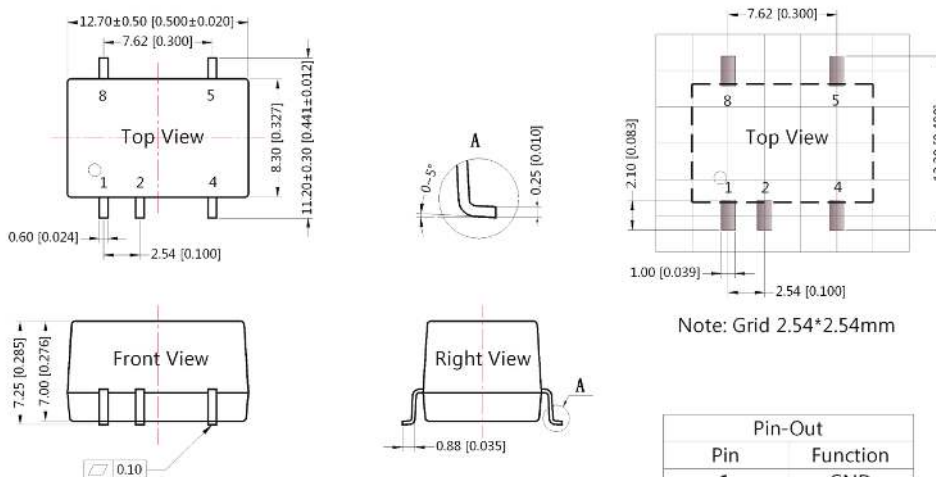 12.70±0.50 [0.500±0.020]
7.62 [0.300]
8
5
Top View
1
2
4
8.30 [0.327]
11.20±0.30 [0.441±0.012]
0.60 [0.024]
2.54 [0.100]
A
0~5°
0.25 [0.010]
7.62 [0.300]
8
5
Top View
1
2
4
2.10 [0.083]
1.00 [0.039]
2.54 [0.100]
Note: Grid 2.54*2.54mm
Front View
7.25 [0.285]
7.00 [0.276]
0.10
Right View
A
0.88 [0.035]
Pin-Out
Pin Function